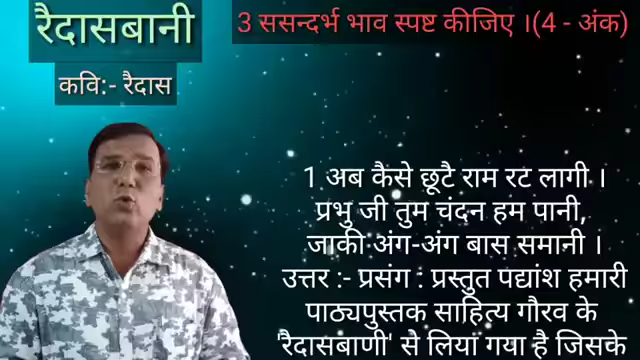 रैदासबानी
3 ससन्दर्भ भाव स्पष्ट कीजिए ।(4 - अंक)
कवि:- रैदास
1 अब कैसे छूटै राम रट लागी ।
प्रभु जी तुम चंदन हम पानी,
जाकी अंग-अंग बास समानी ।
उत्तर :- प्रसंग : प्रस्तुत पद्यांश हमारी
पाठ्यपुस्तक साहित्य गौरव के
'रैदासबाणी' से लिया गया है जिसके